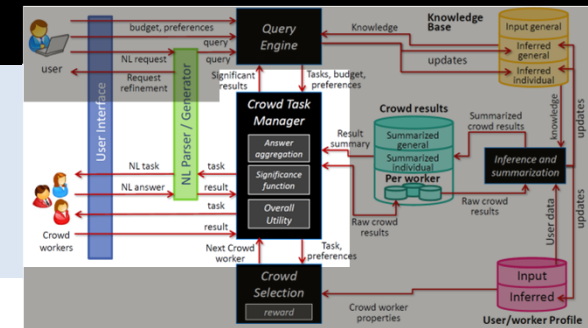 budget, preferences
query
NL request
query
Request
refinement
user
User Interface
NL Parser / Generator
Query
Engine
Significant
results
Tasks, budget,
preferences
Knowledge
updates
Knowledge
Base
Input general
Inferred
general
Inferred
individual
knowledge
updates
updates
Crowd Task
Manager
Answer
aggregation
Significance
function
Overall
Utility
Result
summary
Crowd results
Summarized
general
Summarized
individual
Per worker
Summarized
crowd results
Inference and
summarization
Raw crowd
results
Raw crowd
results
User data
NL task
task
NL answer
result
task
result
Crowd
workers
Next Crowd
worker
Task,
preferences
Crowd
Selection
reward
Crowd worker
properties
Input
Inferred
User/worker Profile